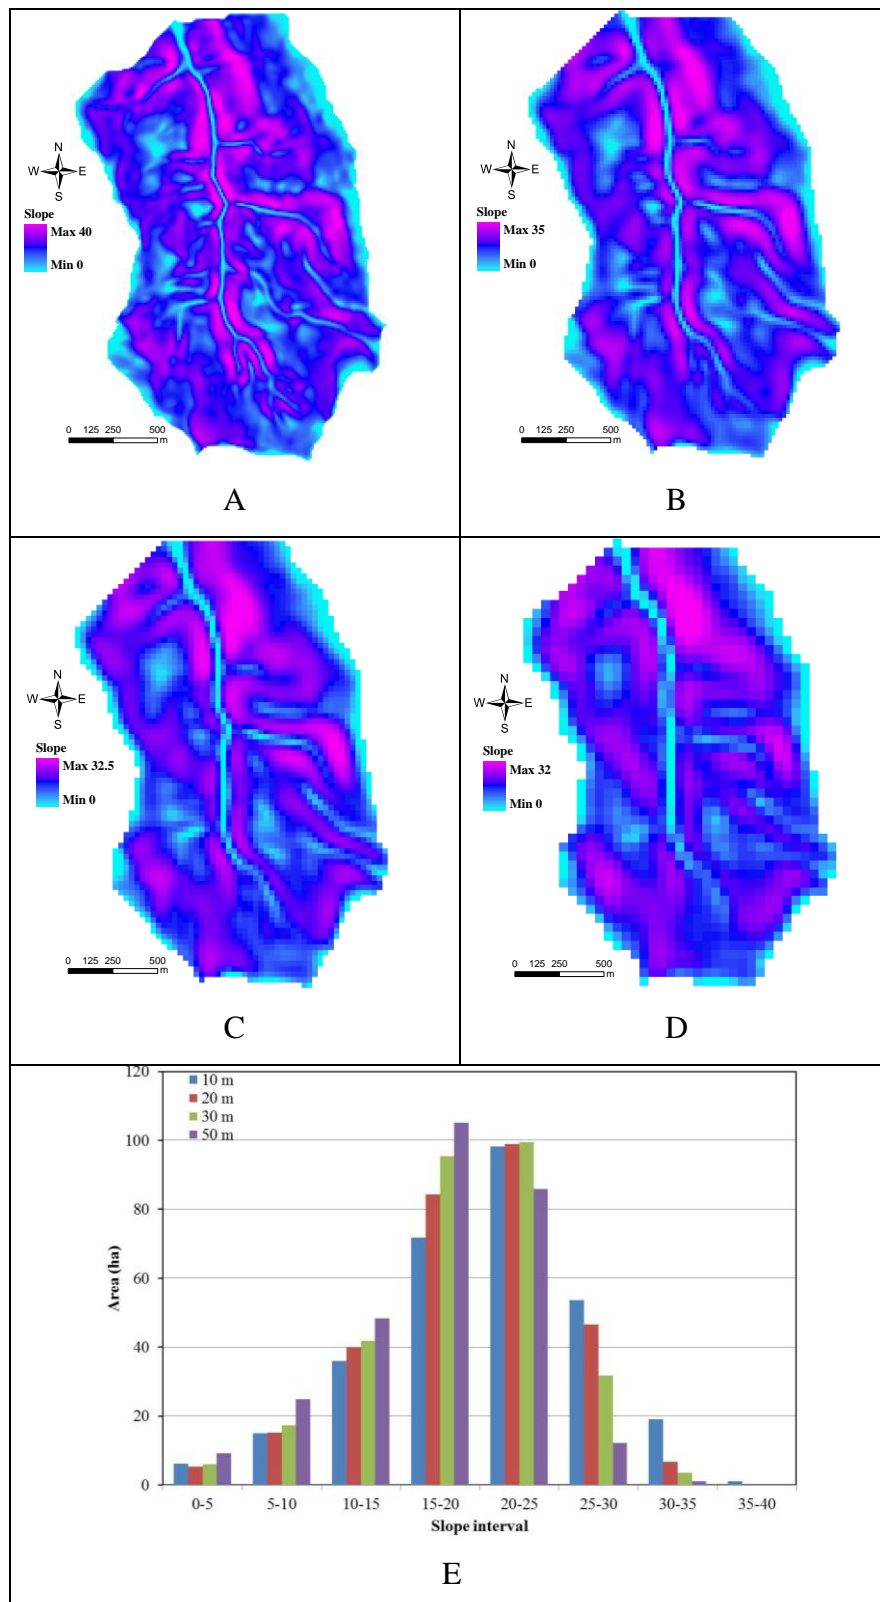 N
W E
S
Slope
Max 40
Min 0
0 125 250 500
m
A
N
W E
S
Slope
Max 35
Min 0
0 125 250 500
m
B
N
W E
S
Slope
Max 32.5
Min 0
0 125 250 500
m
C
N
W E
S
Slope
Max 32
Min 0
0 125 250 500
m
D
120
100
80
60
40
20
0
Area (ha)
10 m
20 m
30 m
50 m
0-5 5-10 10-15 15-20 20-25 25-30 30-35 35-40
Slope interval
E